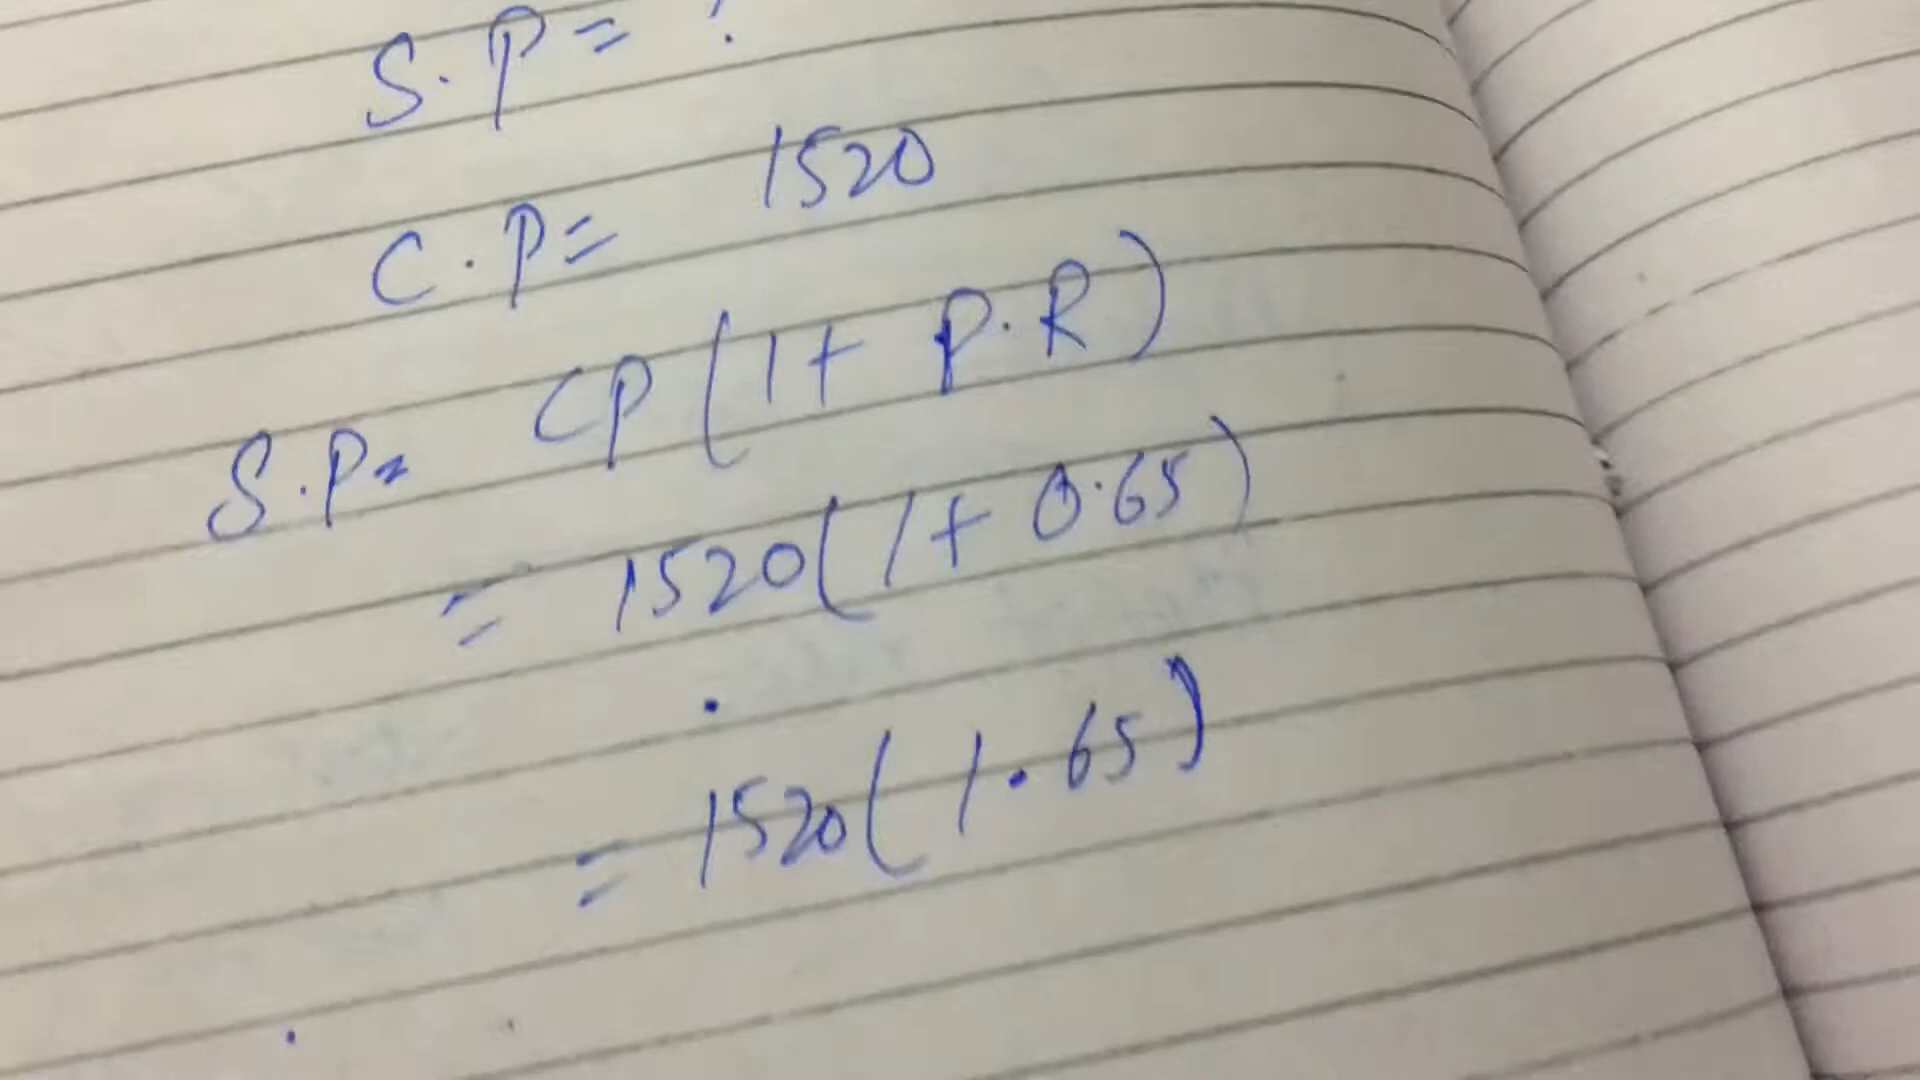 S.P= ?
C.P= 1520
S.P= CP(1+ P.R)
= 1520(1+ 0.65)
= 1520(1.65)